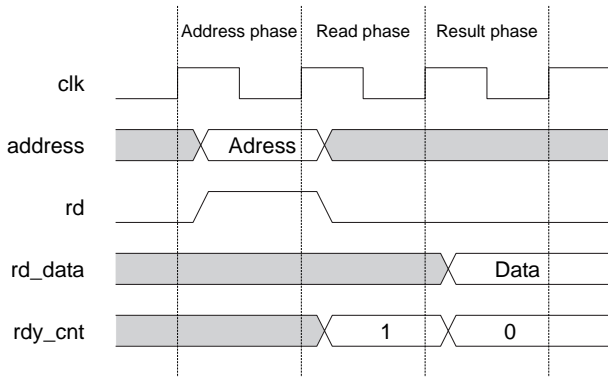 Address phase Read phase Result phase
clk
address Adress
rd
rd_data Data
rdy_cnt 1 0